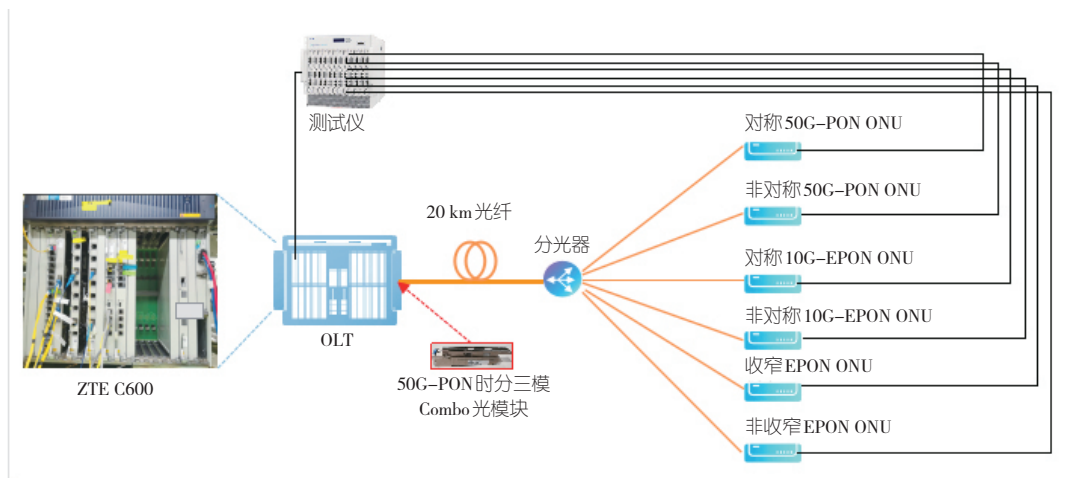 测试仪
对称50G-PON ONU
非对称50G-PON ONU
20 km光纤
分光器
对称10G-EPON ONU
非对称10G-EPON ONU
OLT
收窄EPON ONU
ZTE C600
50G-PON时分三模
Combo光模块
非收窄EPON ONU